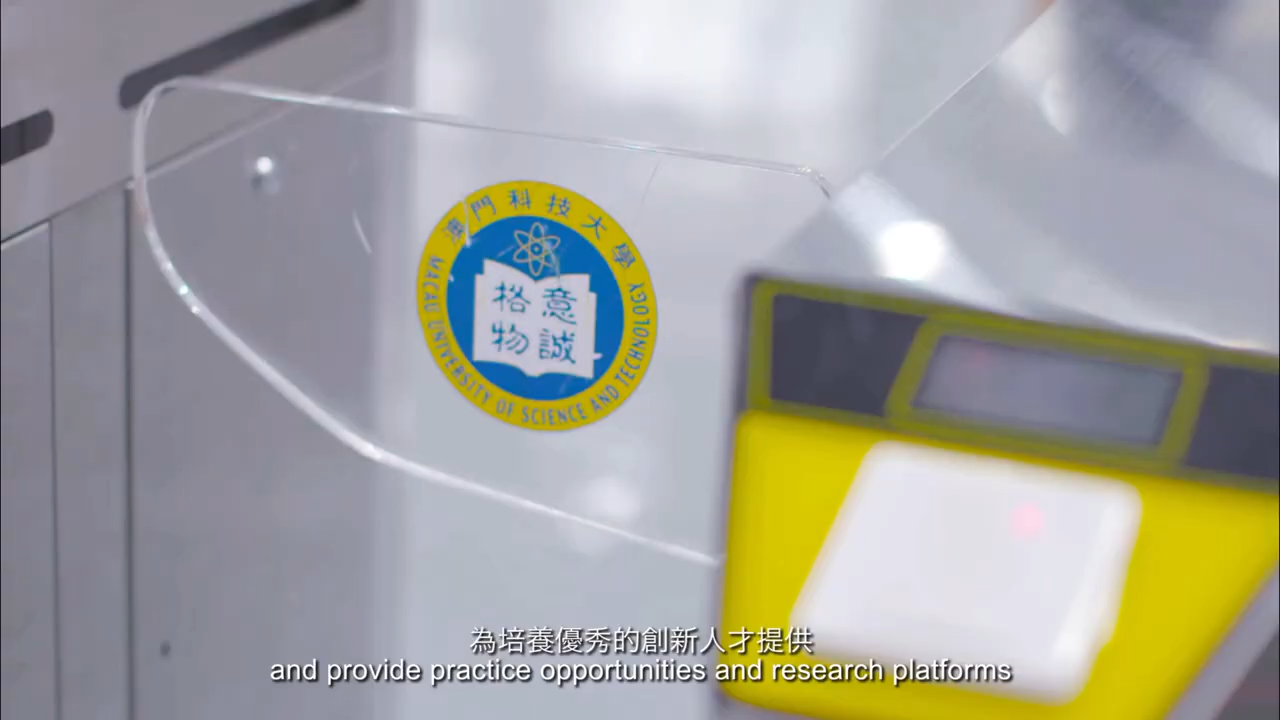 澳門科技大學
MACAU UNIVERSITY OF SCIENCE AND TECHNOLOGY
意誠
格物
為培養優秀的創新人才提供
and provide practice opportunities and research platforms